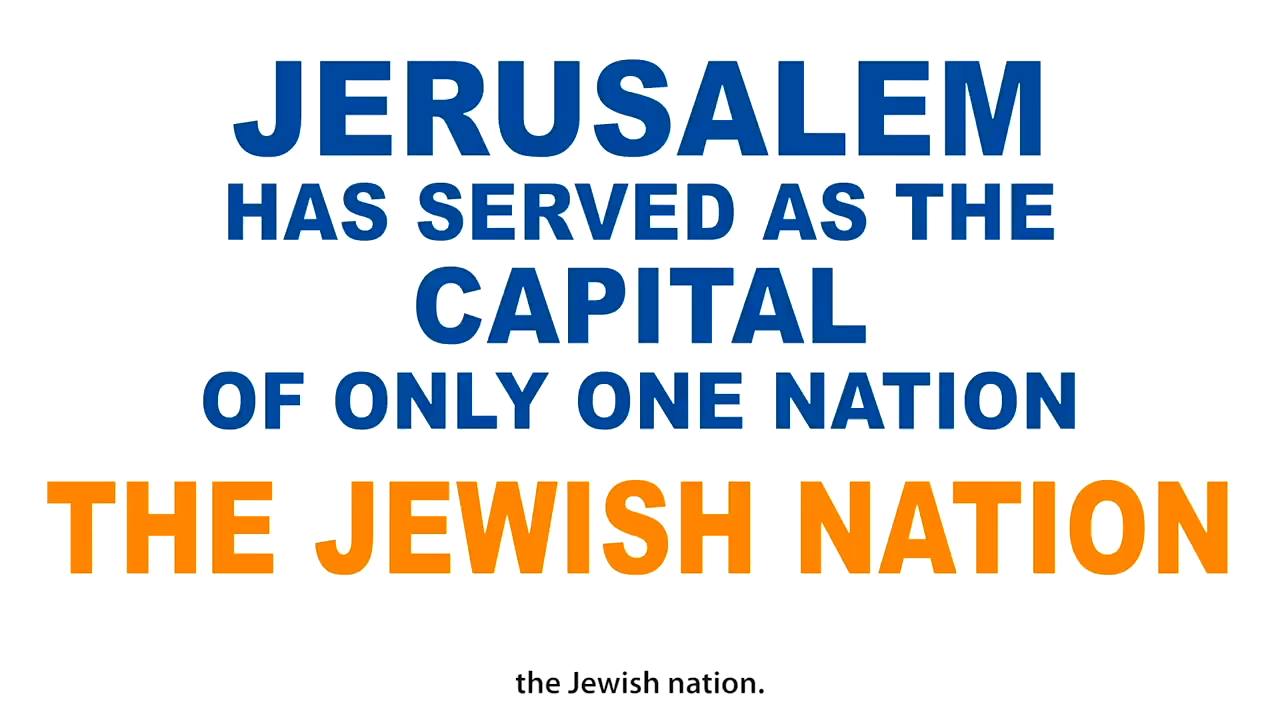 JERUSALEM
HAS SERVED AS THE
CAPITAL
OF ONLY ONE NATION
THE JEWISH NATION
the Jewish nation.